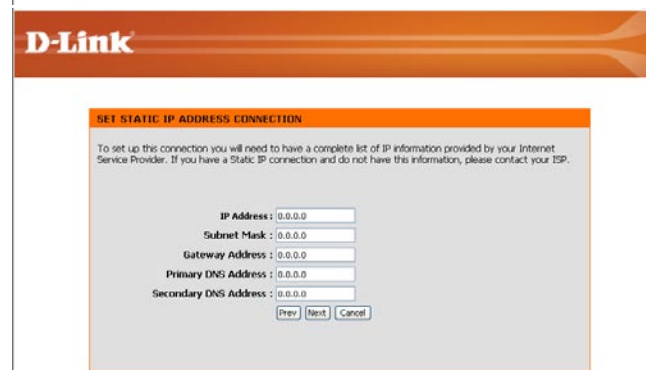 D-Link
SET STATIC IP ADDRESS CONNECTION
To set up this connection you will need to have a complete list of IP information provided by your Internet
Service Provider. If you have a Static IP connection and do not have this information, please contact your ISP.
IP Address : 0.0.0.0
Subnet Mask : 0.0.0.0
Gateway Address : 0.0.0.0
Primary DNS Address : 0.0.0.0
Secondary DNS Address : 0.0.0.0
Prev Next Cancel